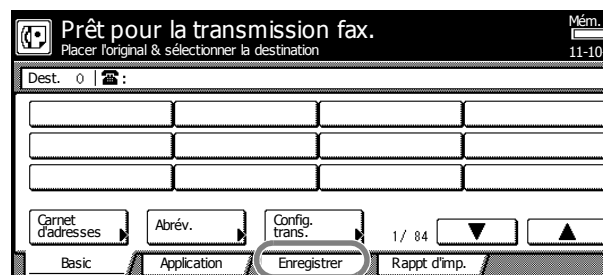 Prêt pour la transmission fax.
Placer l'original & sélectionner la destination
Mém.
11-10
Dest. 0 ☎:
Carnet d'adresses
Abrév.
Config. trans.
1/ 84
Basic
Application
Enregistrer
Rappt d'imp.